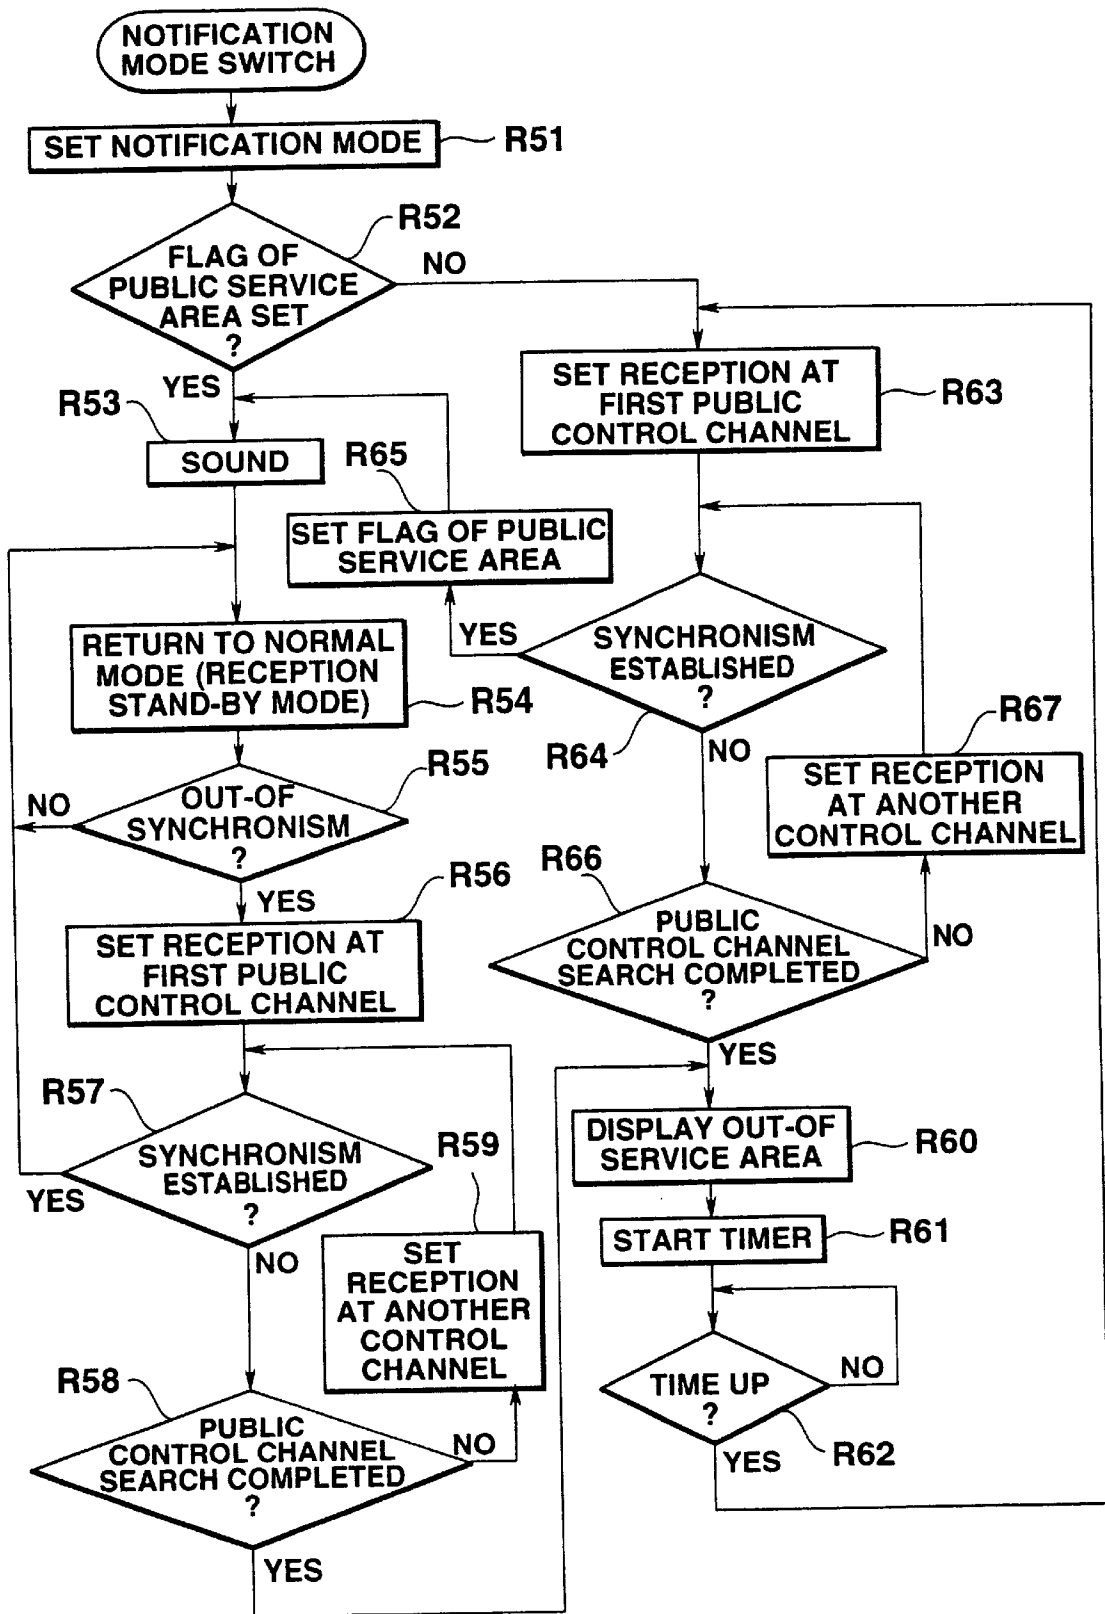 NOTIFICATION
MODE SWITCH
SET NOTIFICATION MODE
R51
R52
FLAG OF
PUBLIC SERVICE
AREA SET
?
NO
YES
R53
SOUND
R65
SET FLAG OF PUBLIC
SERVICE AREA
SET RECEPTION AT
FIRST PUBLIC
CONTROL CHANNEL
R63
YES
SYNCHRONISM
ESTABLISHED
?
R64
NO
RETURN TO NORMAL
MODE (RECEPTION
STAND-BY MODE)
R54
R67
SET RECEPTION
AT ANOTHER
CONTROL CHANNEL
R55
NO
OUT-OF
SYNCHRONISM
?
YES
R56
SET RECEPTION AT
FIRST PUBLIC
CONTROL CHANNEL
R66
PUBLIC
CONTROL CHANNEL
SEARCH COMPLETED
?
NO
YES
R57
SYNCHRONISM
ESTABLISHED
?
YES
NO
R59
SET
RECEPTION
AT ANOTHER
CONTROL
CHANNEL
DISPLAY OUT-OF
SERVICE AREA
R60
START TIMER
R61
TIME UP
?
NO
R62
YES
R58
PUBLIC
CONTROL CHANNEL
SEARCH COMPLETED
?
NO
YES